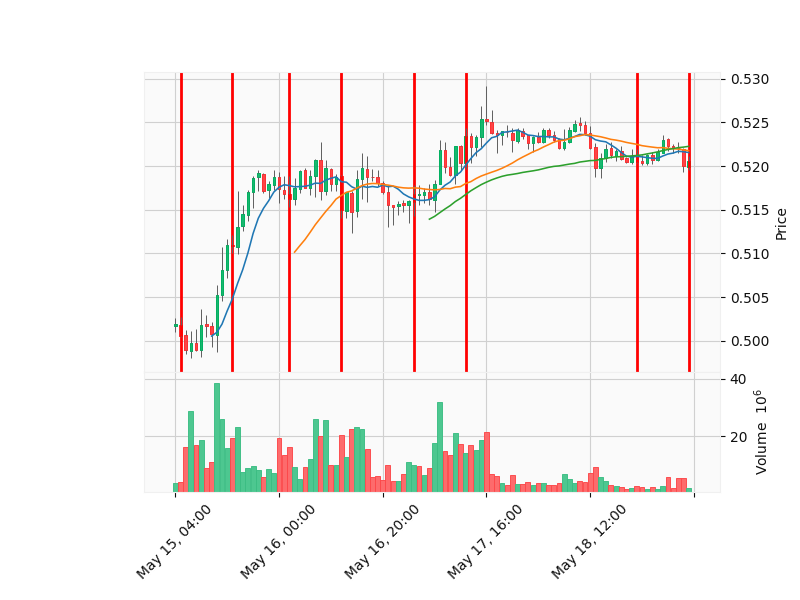 0.530
0.525
0.520
0.515
0.510
0.505
0.500
Price
40
20
Volume 10^6
May 15, 04:00
May 16, 00:00
May 16, 20:00
May 17, 16:00
May 18, 12:00